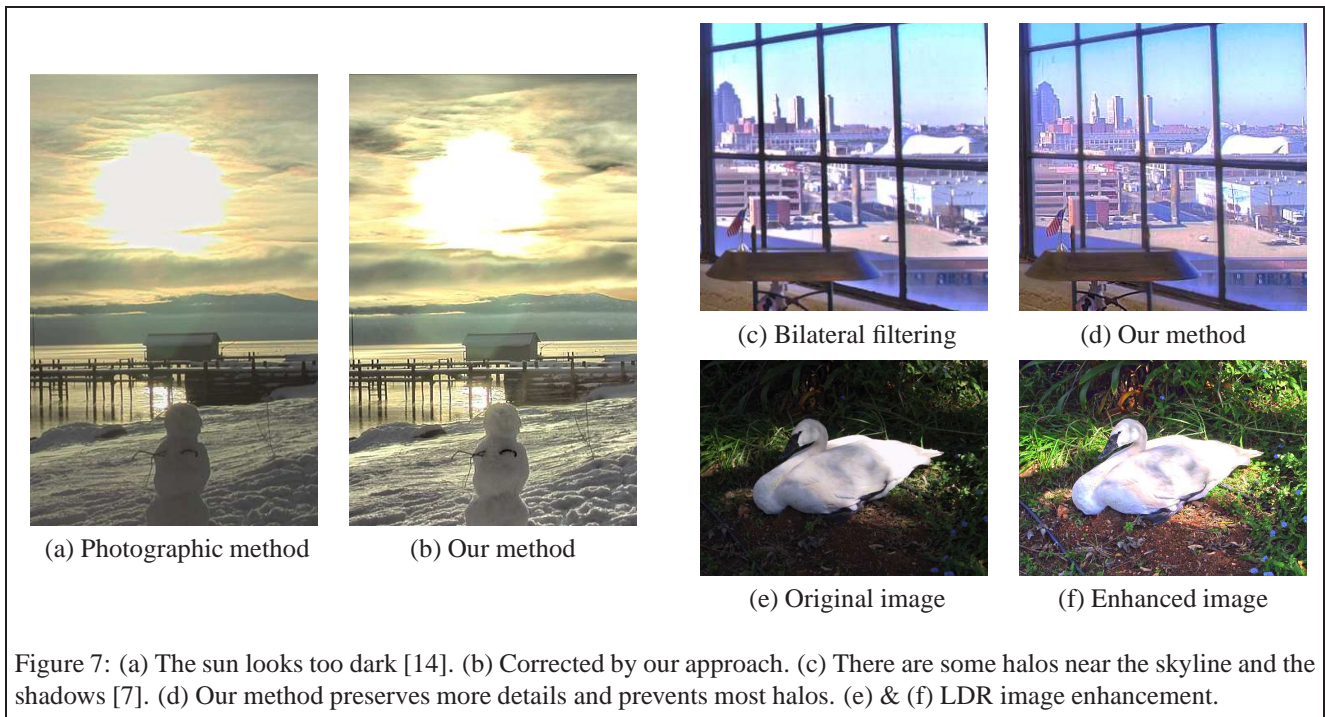 (a) Photographic method
(b) Our method
(c) Bilateral filtering
(d) Our method
(e) Original image
(f) Enhanced image
Figure 7: (a) The sun looks too dark [14]. (b) Corrected by our approach. (c) There are some halos near the skyline and the
shadows [7]. (d) Our method preserves more details and prevents most halos. (e) & (f) LDR image enhancement.